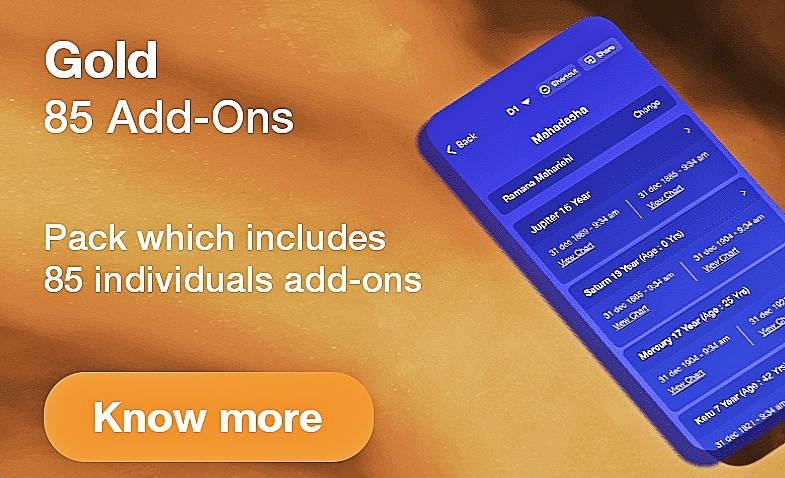 Gold
85 Add-Ons
Pack which includes
85 individuals add-ons
Know more
D1
Shortcut
Share
Back
Mahadasha
Ramana Maharishi
Change
Jupiter 16 Year
31 dec 1869 - 9:34 am
31 dec 1885 - 9:34 am
View Chart
View Chart
Saturn 19 Year (Age : 0 Yrs)
31 dec 1885 - 9:34 am
31 dec 1904 - 9:34 am
View Chart
View Chart
Mercury 17 Year (Age : 25 Yrs)
31 dec 1904 - 9:34 am
31 dec 192
View Chart
Ketu 7 Year (Age : 42 Yrs)
31 dec 1921 - 9:34 am